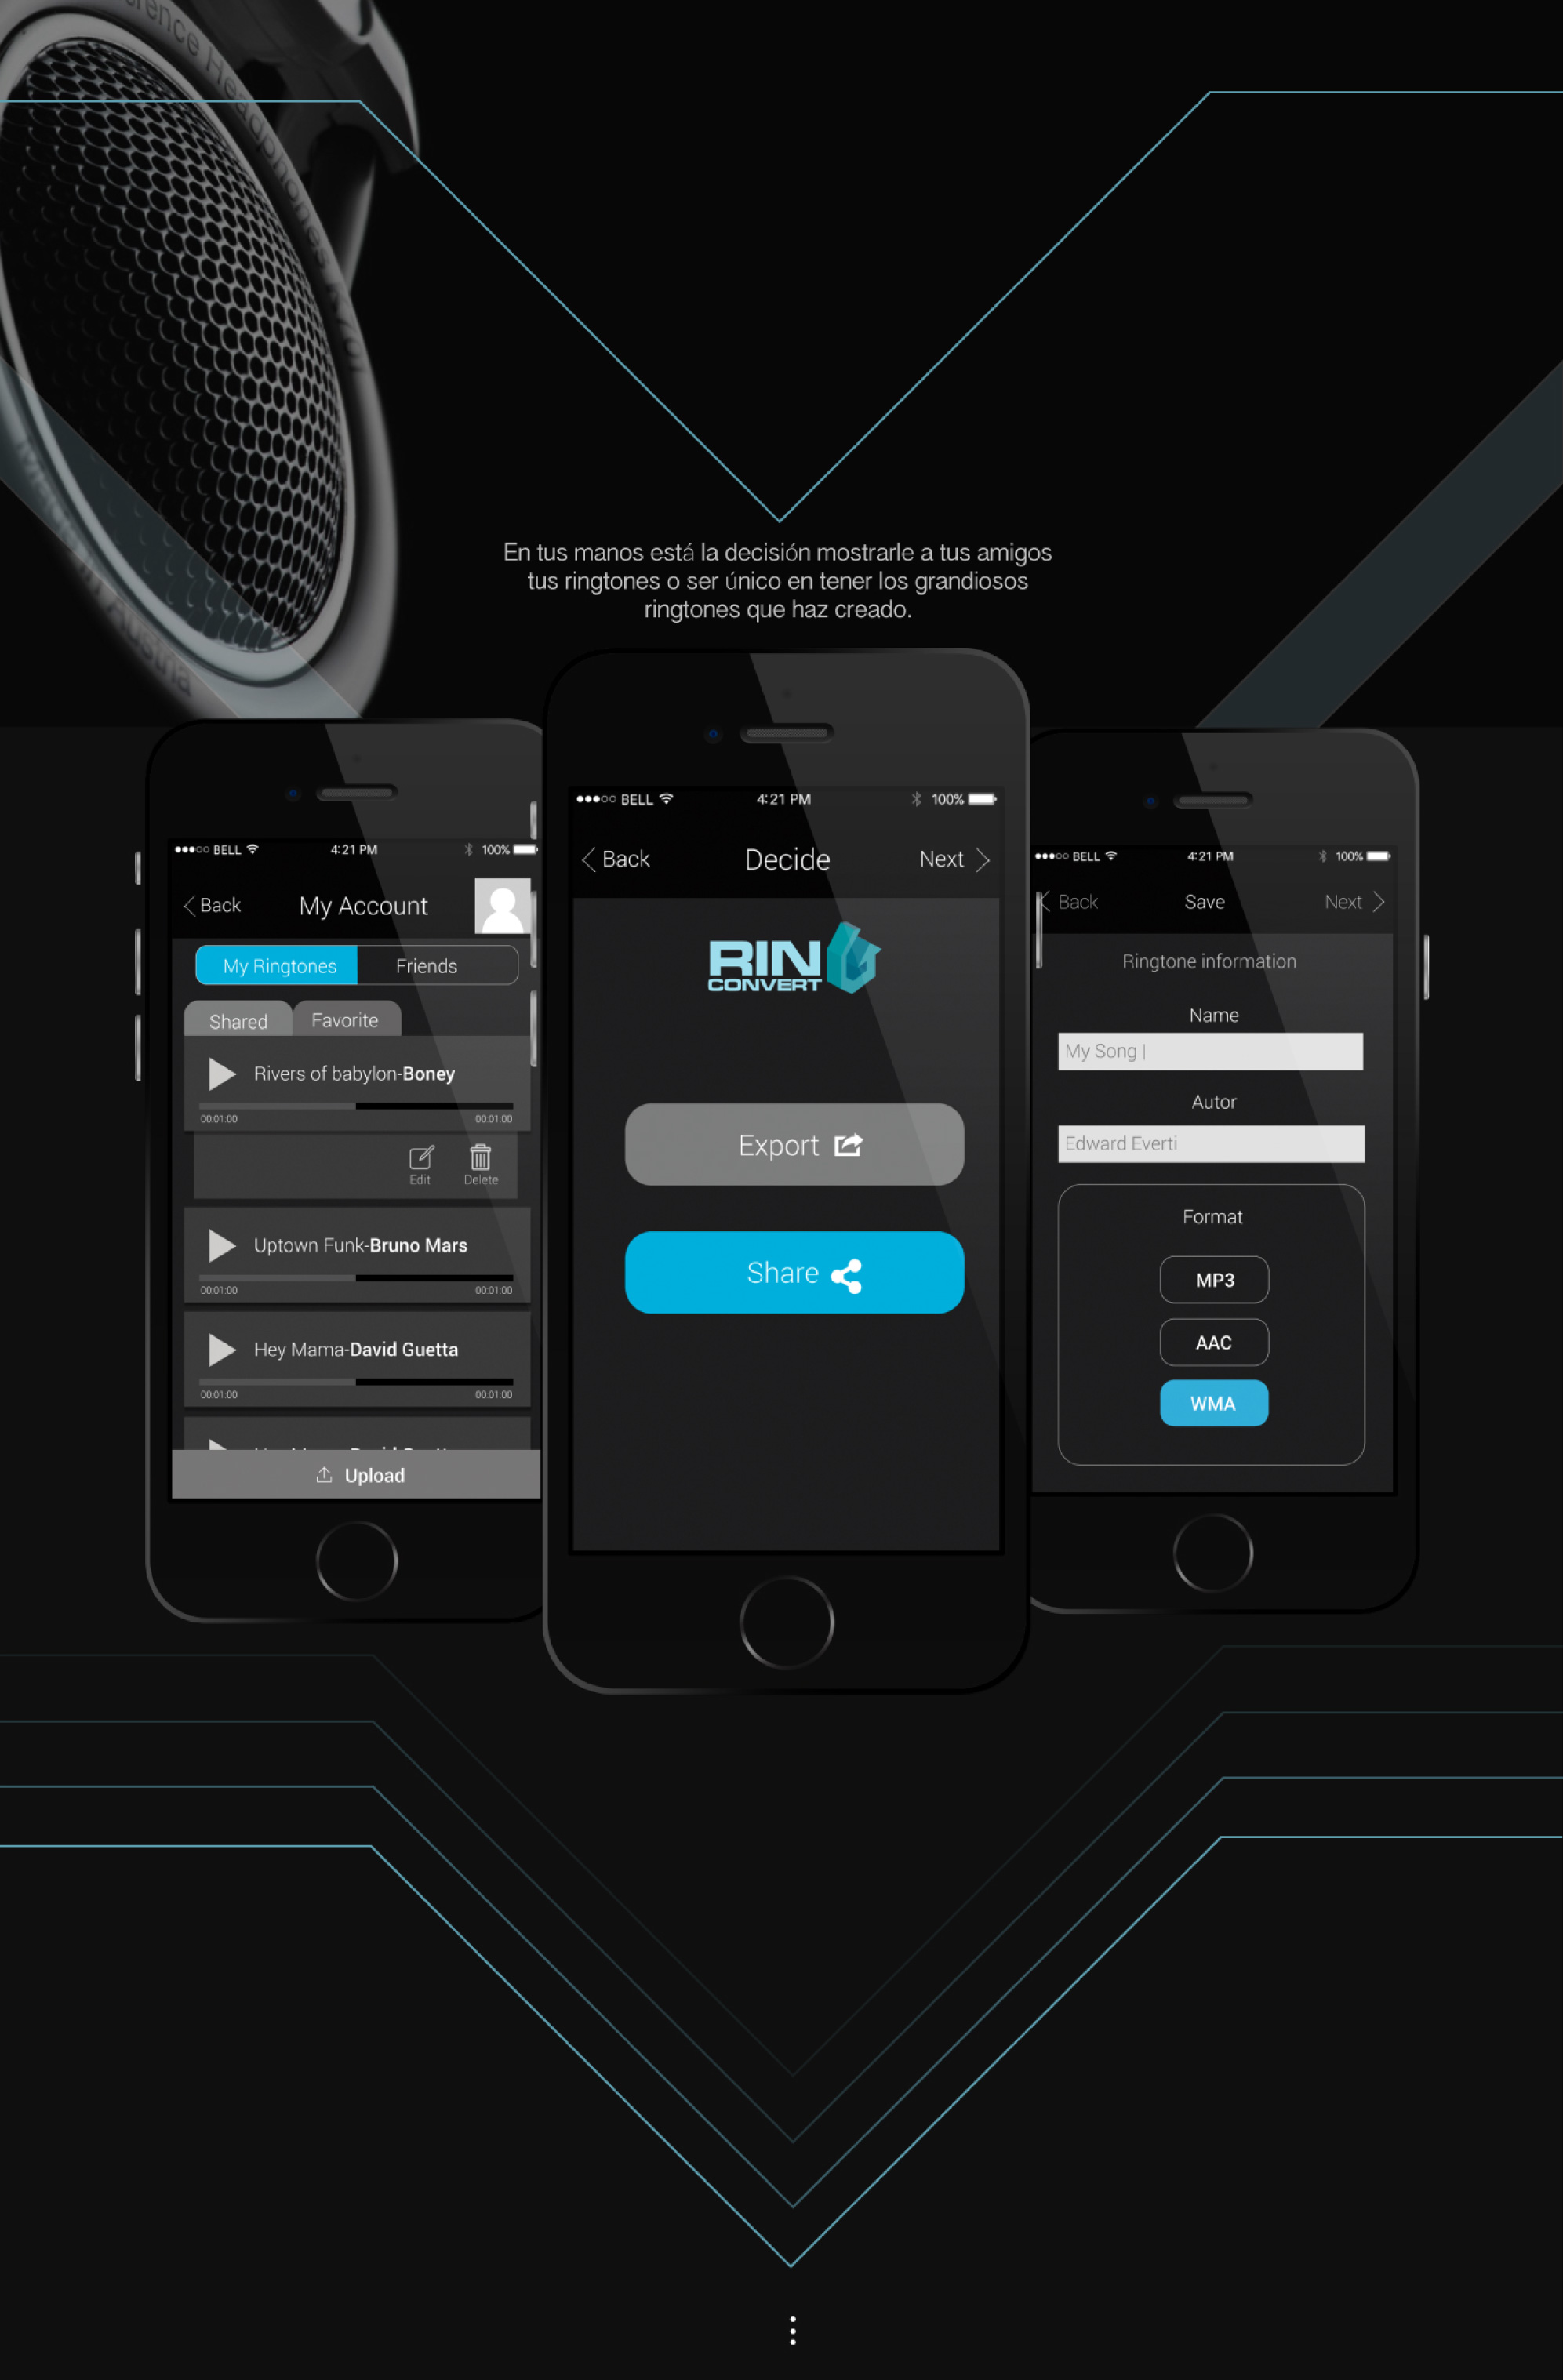 Reference Headphones K701
Austria
En tus manos está la decisión mostrarle a tus amigos
tus ringtones o ser único en tener los grandiosos
ringtones que haz creado.
BELL 4:21 PM 100%
Back My Account
My Ringtones Friends
Shared Favorite
Rivers of babylon-Boney
00:01:00 00:01:00
Edit Delete
Uptown Funk-Bruno Mars
00:01:00 00:01:00
Hey Mama-David Guetta
00:01:00 00:01:00
Upload
BELL 4:21 PM 100%
Back Decide Next
RIN
CONVERT
Export
Share
BELL 4:21 PM 100%
Back Save Next
Ringtone information
Name
My Song |
Autor
Edward Everti
Format
MP3
AAC
WMA